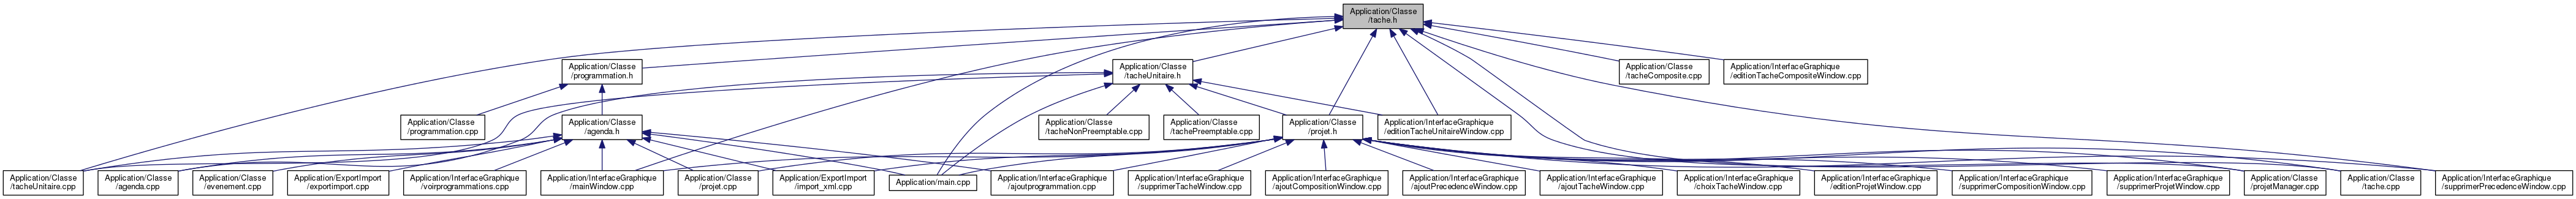 Application/Classe
/tache.h
Application/Classe
/programmation.h
Application/Classe
/tacheUnitaire.h
Application/Classe
/tacheComposite.cpp
Application/InterfaceGraphique
/editionTacheCompositeWindow.cpp
Application/Classe
/programmation.cpp
Application/Classe
/agenda.h
Application/Classe
/tacheNonPreemptable.cpp
Application/Classe
/tachePreemptable.cpp
Application/Classe
/projet.h
Application/InterfaceGraphique
/editionTacheUnitaireWindow.cpp
Application/Classe
/tacheUnitaire.cpp
Application/Classe
/agenda.cpp
Application/Classe
/evenement.cpp
Application/ExportImport
/exportimport.cpp
Application/InterfaceGraphique
/voirprogrammations.cpp
Application/InterfaceGraphique
/mainWindow.cpp
Application/Classe
/projet.cpp
Application/ExportImport
/import_xml.cpp
Application/main.cpp
Application/InterfaceGraphique
/ajoutprogrammation.cpp
Application/InterfaceGraphique
/supprimerTacheWindow.cpp
Application/InterfaceGraphique
/ajoutCompositionWindow.cpp
Application/InterfaceGraphique
/ajoutPrecedenceWindow.cpp
Application/InterfaceGraphique
/ajoutTacheWindow.cpp
Application/InterfaceGraphique
/choixTacheWindow.cpp
Application/InterfaceGraphique
/editionProjetWindow.cpp
Application/InterfaceGraphique
/supprimerCompositionWindow.cpp
Application/InterfaceGraphique
/supprimerProjetWindow.cpp
Application/Classe
/projetManager.cpp
Application/Classe
/tache.cpp
Application/InterfaceGraphique
/supprimerPrecedenceWindow.cpp